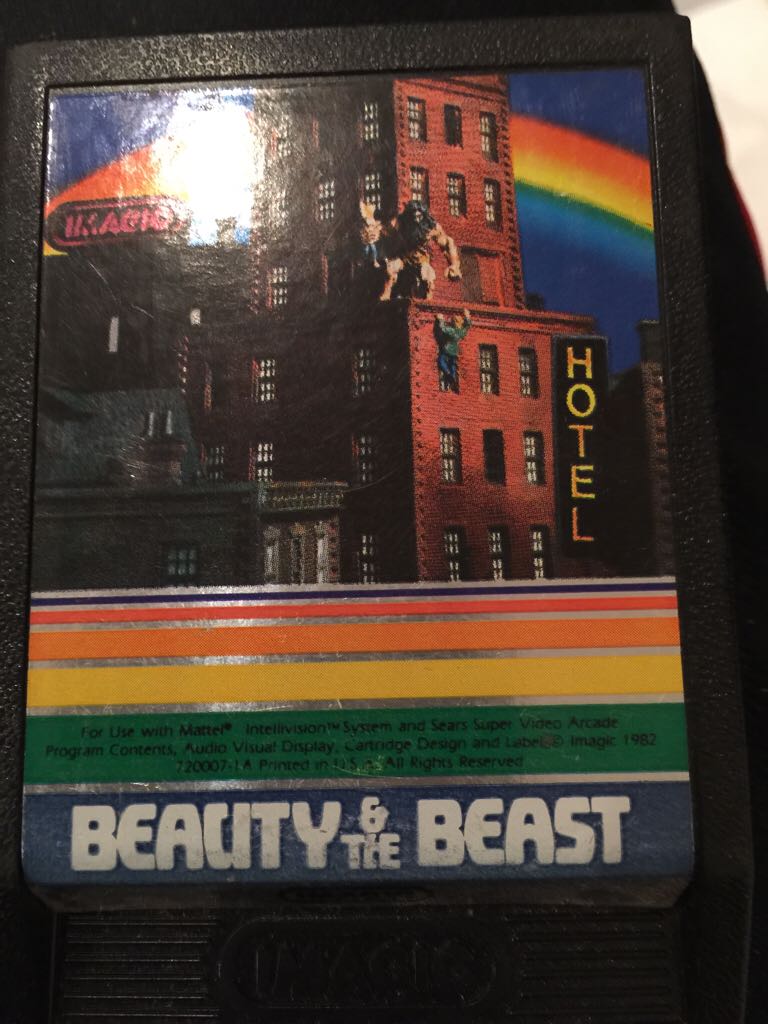 IMAGIC
HOTEL
For Use with Mattel® Intellivision™ System and Sears Super Video Arcade
Program Contents, Audio Visual Display, Cartridge Design and Label © Imagic 1982
720007-1A Printed in U.S.A. All Rights Reserved
BEAUTY & THE BEAST
IMAGIC